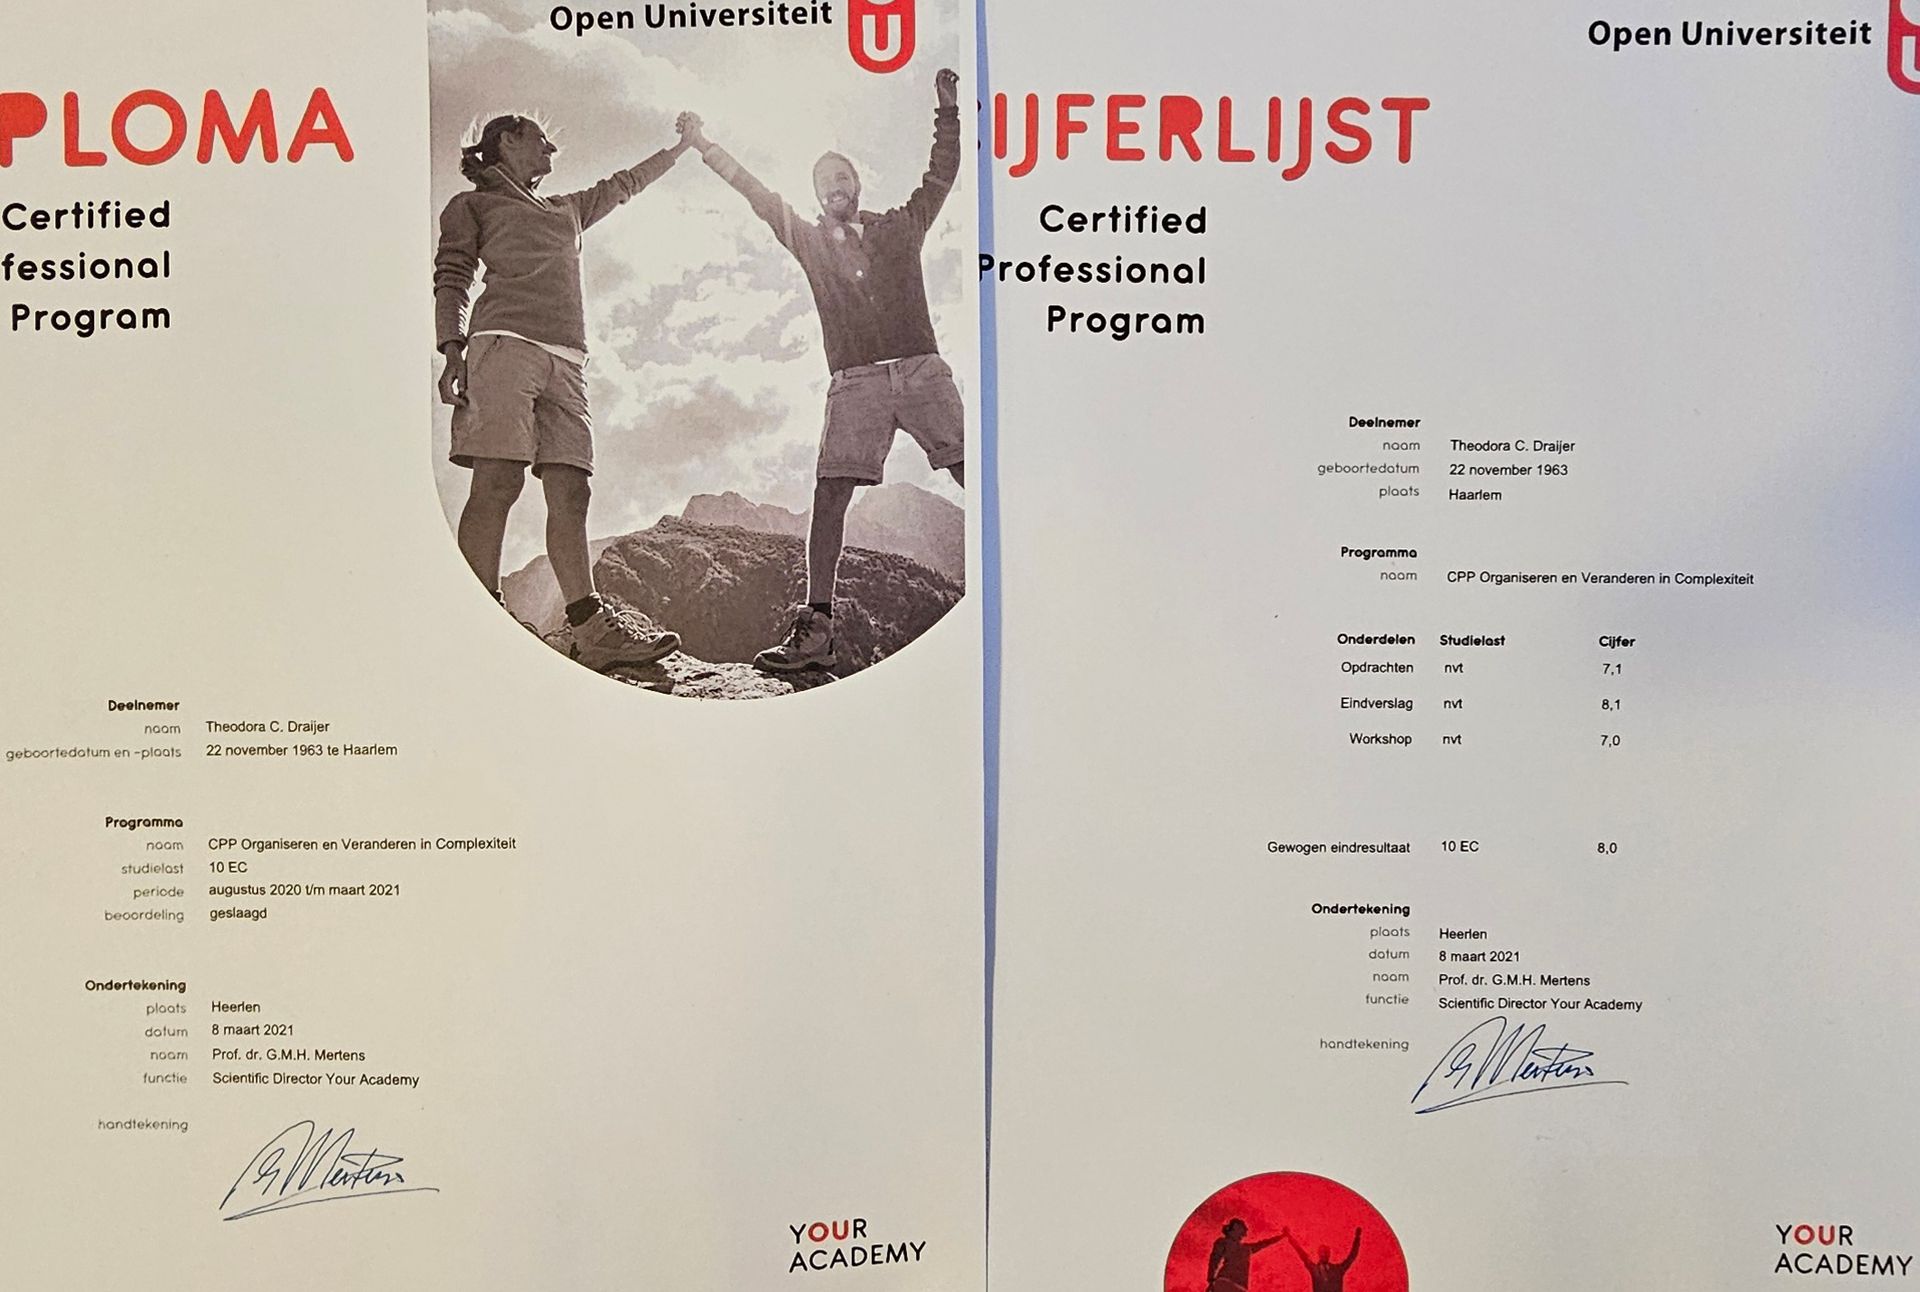 Open Universiteit
PLOMA
Certified
fessional
Program
Deelnemer
naam Theodora C. Draijer
geboortedatum en -plaats 22 november 1963 te Haarlem
Programma
naam CPP Organiseren en Veranderen in Complexiteit
studielast 10 EC
periode augustus 2020 t/m maart 2021
beoordeling geslaagd
Ondertekening
plaats Heerlen
datum 8 maart 2021
naam Prof. dr. G.M.H. Mertens
functie Scientific Director Your Academy
handtekening
G Mertens
YOUR
ACADEMY
Open Universiteit
IJFERLIJST
Certified
Professional
Program
Deelnemer
naam Theodora C. Draijer
geboortedatum 22 november 1963
plaats Haarlem
Programma
naam CPP Organiseren en Veranderen in Complexiteit
Onderdelen Studielast Cijfer
Opdrachten nvt 7,1
Eindverslag nvt 8,1
Workshop nvt 7,0
Gewogen eindresultaat 10 EC 8,0
Ondertekening
plaats Heerlen
datum 8 maart 2021
naam Prof. dr. G.M.H. Mertens
functie Scientific Director Your Academy
handtekening
G Mertens
YOUR
ACADEMY